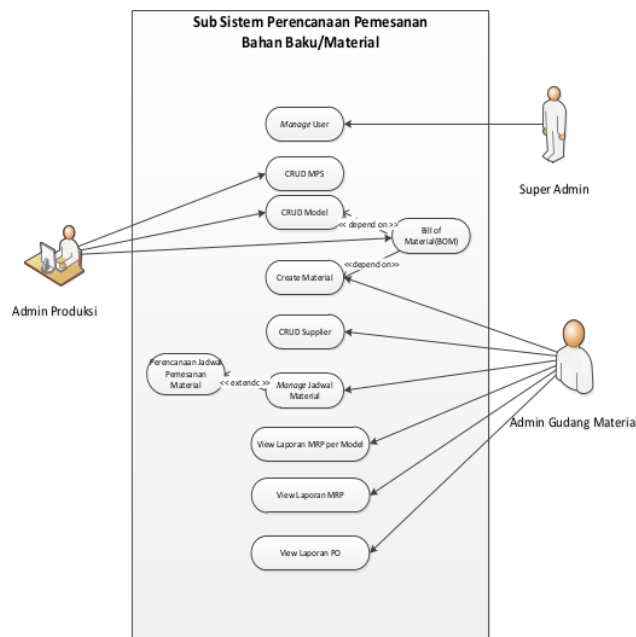 Sub Sistem Perencanaan Pemesanan
Bahan Baku/Material
Manage User
Super Admin
CRUD MPS
CRUD Model
<< depend on >>
Bill of
Material(BOM)
<<depend on>>
Create Material
Admin Produksi
CRUD Supplier
Perencanaan Jadwal
Pemesanan
Material
<< extendc >>
Manage Jadwal
Material
Admin Gudang Material
View Laporan MRP per Model
View Laporan MRP
View Laporan PO